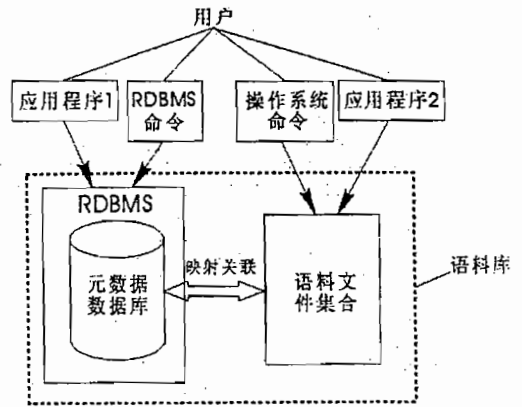 用户
应用程序1
RDBMS
命令
操作系统
命令
应用程序2
RDBMS
元数据
数据库
映射关联
语料文
件集合
语料库